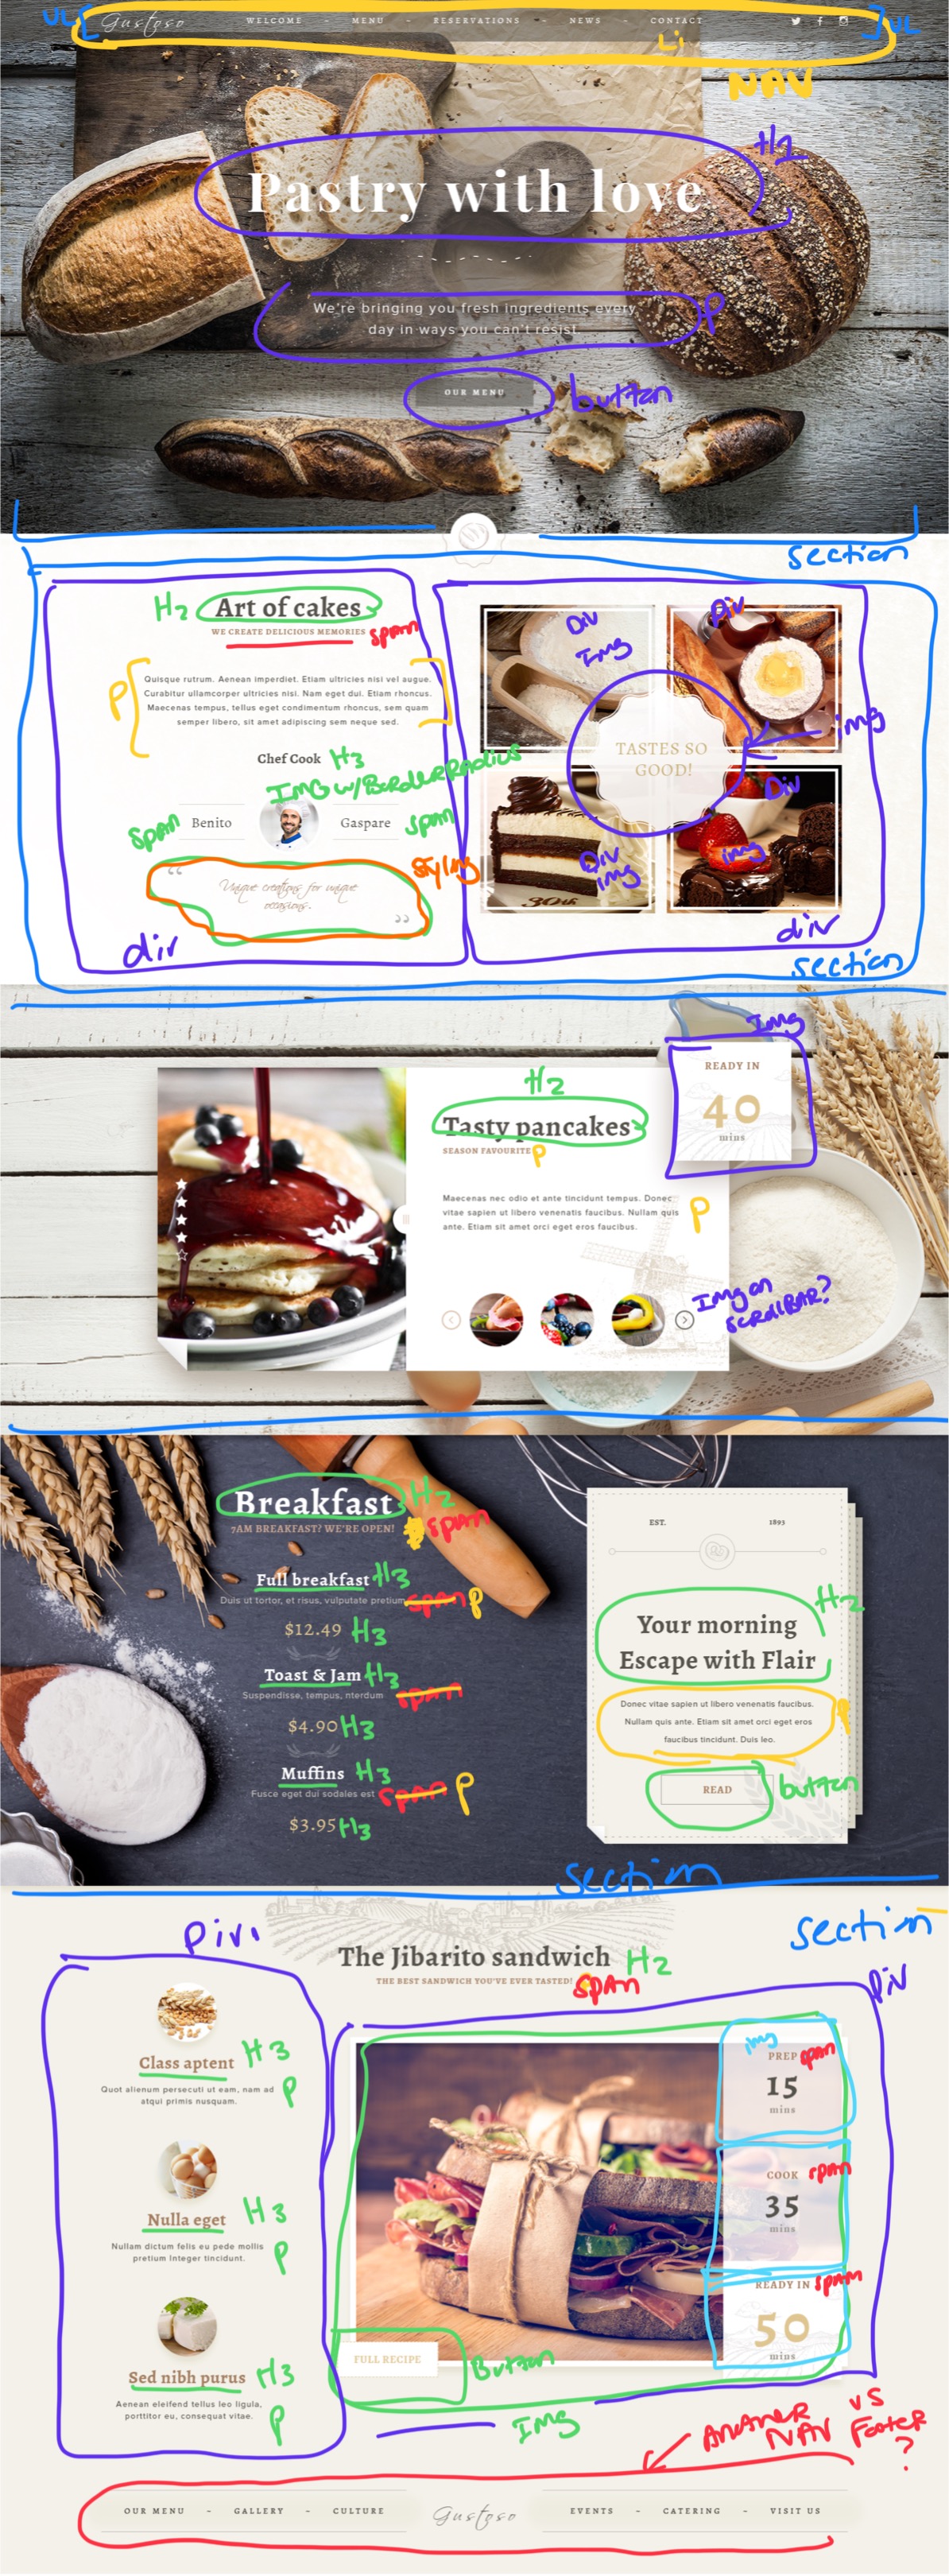 UL [ Gustoso WELCOME ~ MENU ~ RESERVATIONS ~ NEWS ~ CONTACT ] UL
Li
NAV
H2
Pastry with love
We're bringing you fresh ingredients every
day in ways you can't resist.
P
OUR MENU
button
section
H2 Art of cakes
WE CREATE DELICIOUS MEMORIES
span
P
Quisque rutrum. Aenean imperdiet. Etiam ultricies nisi vel augue.
Curabitur ullamcorper ultricies nisi. Nam eget dui. Etiam rhoncus.
Maecenas tempus, tellus eget condimentum rhoncus, sem quam
semper libero, sit amet adipiscing sem neque sed.
Chef Cook H3
IMG w/BorderRadius
span Benito Gaspare span
“
Unique creations for unique
occasions.
”
styling
div
Div
Img
Div
img
TASTES SO
GOOD!
Div
img
Div
img
div
section
Img
READY IN
40
mins
H2
Tasty pancakes
SEASON FAVOURITE P
Maecenas nec odio et ante tincidunt tempus. Donec
vitae sapien ut libero venenatis faucibus. Nullam quis
ante. Etiam sit amet orci eget eros faucibus.
P
Img on
scrollBAR?
Breakfast H2
7AM BREAKFAST? WE'RE OPEN! span
Full breakfast H3
Duis ut tortor, et risus, vulputate pretium span P
$12.49 H3
Toast & Jam H3
Suspendisse, tempus, nterdum span
$4.90 H3
Muffins H3
Fusce eget dui sodales est span P
$3.95 H3
EST. 1893
H2
Your morning
Escape with Flair
Donec vitae sapien ut libero venenatis faucibus.
Nullam quis ante. Etiam sit amet orci eget eros
faucibus tincidunt. Duis leo.
P
READ button
section
section
Div
The Jibarito sandwich H2
THE BEST SANDWICH YOU'VE EVER TASTED!
span
Div
Class aptent H3
Quot alienum persecuti ut eam, nam ad
atqui primis nusquam.
P
Nulla eget H3
Nullam dictum felis eu pede mollis
pretium Integer tincidunt.
P
Sed nibh purus H3
Aenean eleifend tellus leo ligula,
porttitor eu, consequat vitae.
P
img
PREP span
15
mins
COOK span
35
mins
READY IN span
50
mins
FULL RECIPE Button
Img
Another NAV vs Footer
?
OUR MENU ~ GALLERY ~ CULTURE Gustoso EVENTS ~ CATERING ~ VISIT US